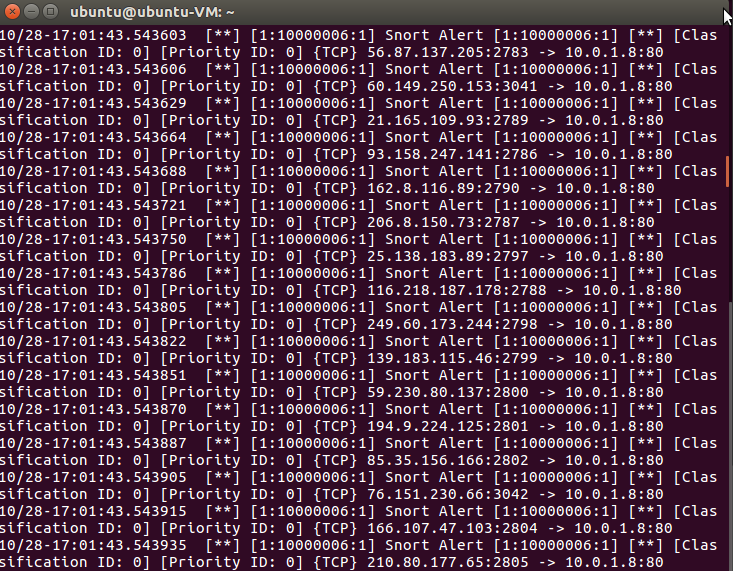 ubuntu@ubuntu-VM: ~
10/28-17:01:43.543603  [**] [1:10000006:1] Snort Alert [1:10000006:1] [**] [Clas
sification ID: 0] [Priority ID: 0] {TCP} 56.87.137.205:2783 -> 10.0.1.8:80
10/28-17:01:43.543606  [**] [1:10000006:1] Snort Alert [1:10000006:1] [**] [Clas
sification ID: 0] [Priority ID: 0] {TCP} 60.149.250.153:3041 -> 10.0.1.8:80
10/28-17:01:43.543629  [**] [1:10000006:1] Snort Alert [1:10000006:1] [**] [Clas
sification ID: 0] [Priority ID: 0] {TCP} 21.165.109.93:2789 -> 10.0.1.8:80
10/28-17:01:43.543664  [**] [1:10000006:1] Snort Alert [1:10000006:1] [**] [Clas
sification ID: 0] [Priority ID: 0] {TCP} 93.158.247.141:2786 -> 10.0.1.8:80
10/28-17:01:43.543688  [**] [1:10000006:1] Snort Alert [1:10000006:1] [**] [Clas
sification ID: 0] [Priority ID: 0] {TCP} 162.8.116.89:2790 -> 10.0.1.8:80
10/28-17:01:43.543721  [**] [1:10000006:1] Snort Alert [1:10000006:1] [**] [Clas
sification ID: 0] [Priority ID: 0] {TCP} 206.8.150.73:2787 -> 10.0.1.8:80
10/28-17:01:43.543750  [**] [1:10000006:1] Snort Alert [1:10000006:1] [**] [Clas
sification ID: 0] [Priority ID: 0] {TCP} 25.138.183.89:2797 -> 10.0.1.8:80
10/28-17:01:43.543786  [**] [1:10000006:1] Snort Alert [1:10000006:1] [**] [Clas
sification ID: 0] [Priority ID: 0] {TCP} 116.218.187.178:2788 -> 10.0.1.8:80
10/28-17:01:43.543805  [**] [1:10000006:1] Snort Alert [1:10000006:1] [**] [Clas
sification ID: 0] [Priority ID: 0] {TCP} 249.60.173.244:2798 -> 10.0.1.8:80
10/28-17:01:43.543822  [**] [1:10000006:1] Snort Alert [1:10000006:1] [**] [Clas
sification ID: 0] [Priority ID: 0] {TCP} 139.183.115.46:2799 -> 10.0.1.8:80
10/28-17:01:43.543851  [**] [1:10000006:1] Snort Alert [1:10000006:1] [**] [Clas
sification ID: 0] [Priority ID: 0] {TCP} 59.230.80.137:2800 -> 10.0.1.8:80
10/28-17:01:43.543870  [**] [1:10000006:1] Snort Alert [1:10000006:1] [**] [Clas
sification ID: 0] [Priority ID: 0] {TCP} 194.9.224.125:2801 -> 10.0.1.8:80
10/28-17:01:43.543887  [**] [1:10000006:1] Snort Alert [1:10000006:1] [**] [Clas
sification ID: 0] [Priority ID: 0] {TCP} 85.35.156.166:2802 -> 10.0.1.8:80
10/28-17:01:43.543905  [**] [1:10000006:1] Snort Alert [1:10000006:1] [**] [Clas
sification ID: 0] [Priority ID: 0] {TCP} 76.151.230.66:3042 -> 10.0.1.8:80
10/28-17:01:43.543915  [**] [1:10000006:1] Snort Alert [1:10000006:1] [**] [Clas
sification ID: 0] [Priority ID: 0] {TCP} 166.107.47.103:2804 -> 10.0.1.8:80
10/28-17:01:43.543935  [**] [1:10000006:1] Snort Alert [1:10000006:1] [**] [Clas
sification ID: 0] [Priority ID: 0] {TCP} 210.80.177.65:2805 -> 10.0.1.8:80